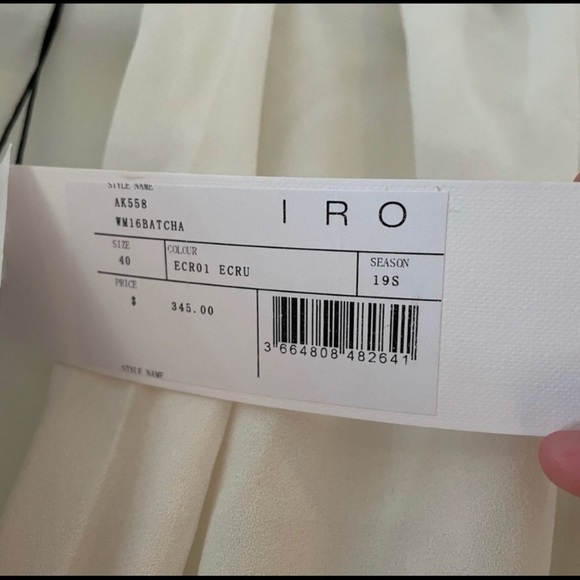 STYLE NAME
AK558
IRO
WM16BATCHA
SIZE
COLOUR
SEASON
40
ECR01 ECRU
19S
PRICE
$ 345.00
3 664808 482641
STYLE NAME